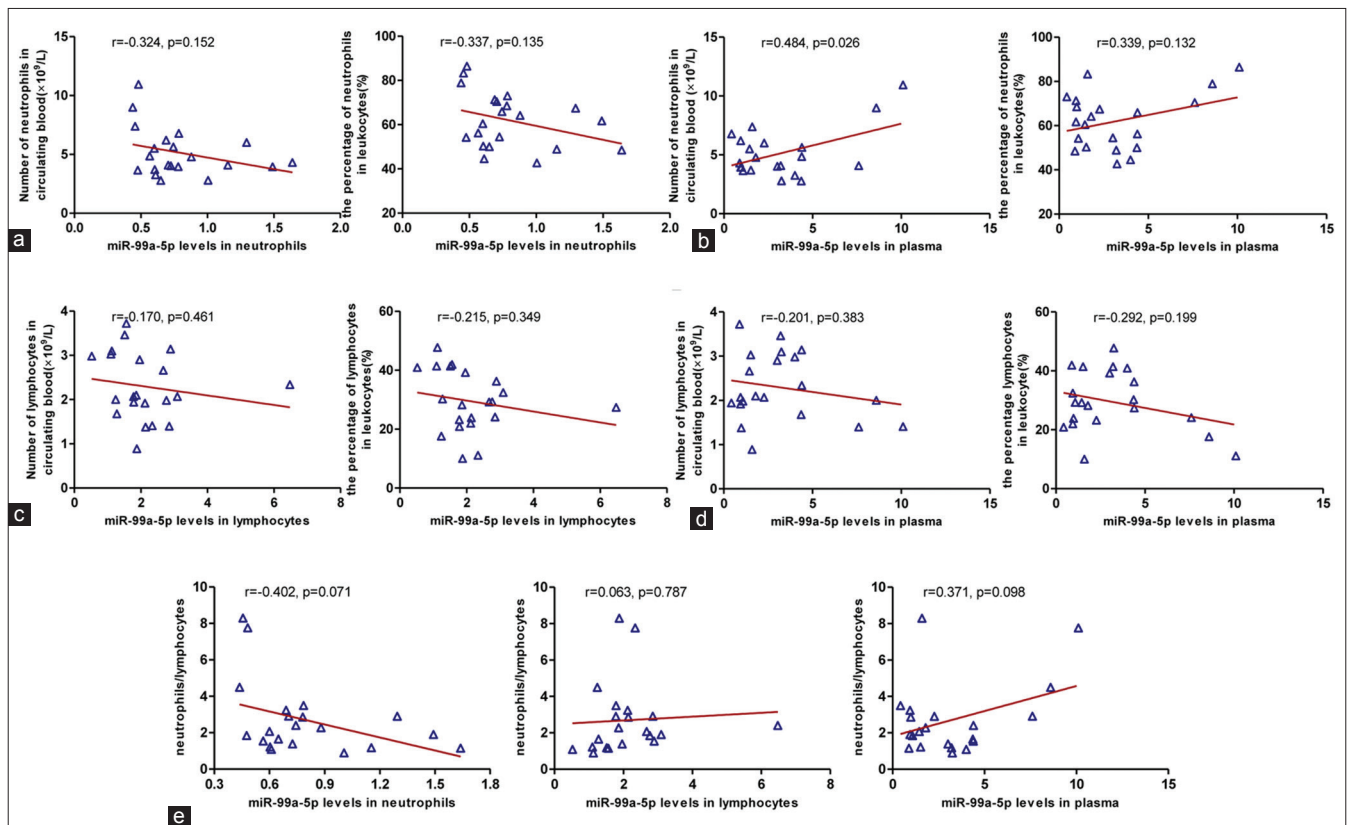 r=-0.324, p=0.152
Number of neutrophils in
circulating blood(×10⁹/L)
15
10
5
0
0.0 0.5 1.0 1.5 2.0
miR-99a-5p levels in neutrophils
a
r=-0.337, p=0.135
the percentage of neutrophils
in leukocytes(%)
100
80
60
40
20
0.0 0.5 1.0 1.5 2.0
miR-99a-5p levels in neutrophils
r=0.484, p=0.026
Number of neutrophils in
circulating blood (×10⁹/L)
15
10
5
0
0 5 10 15
miR-99a-5p levels in plasma
b
r=0.339, p=0.132
the percentage of neutrophils
in leukocytes(%)
100
80
60
40
20
0 5 10 15
miR-99a-5p levels in plasma
r=-0.170, p=0.461
Number of lymphocytes in
circulating blood(×10⁹/L)
4
3
2
1
0
0 2 4 6 8
miR-99a-5p levels in lymphocytes
c
r=-0.215, p=0.349
the percentage of lymphocytes
in leukocytes(%)
60
40
20
0
0 2 4 6 8
miR-99a-5p levels in lymphocytes
r=-0.201, p=0.383
Number of lymphocytes in
circulating blood(×10⁹/L)
4
3
2
1
0
0 5 10 15
miR-99a-5p levels in plasma
d
r=-0.292, p=0.199
the percentage lymphocytes
in leukocyte(%)
60
40
20
0
0 5 10 15
miR-99a-5p levels in plasma
r=-0.402, p=0.071
neutrophils/lymphocytes
10
8
6
4
2
0
0.3 0.6 0.9 1.2 1.5 1.8
miR-99a-5p levels in neutrophils
e
r=0.063, p=0.787
neutrophils/lymphocytes
10
8
6
4
2
0
0 2 4 6 8
miR-99a-5p levels in lymphocytes
r=0.371, p=0.098
neutrophils/lymphocytes
10
8
6
4
2
0
0 5 10 15
miR-99a-5p levels in plasma